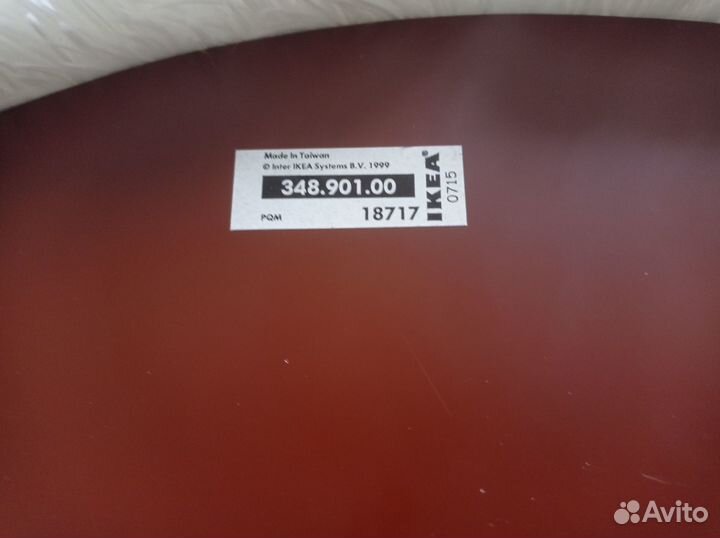 Made In Taiwan
© Inter IKEA Systems B.V. 1999
348.901.00
PQM 18717
IKEA®
0715
Avito